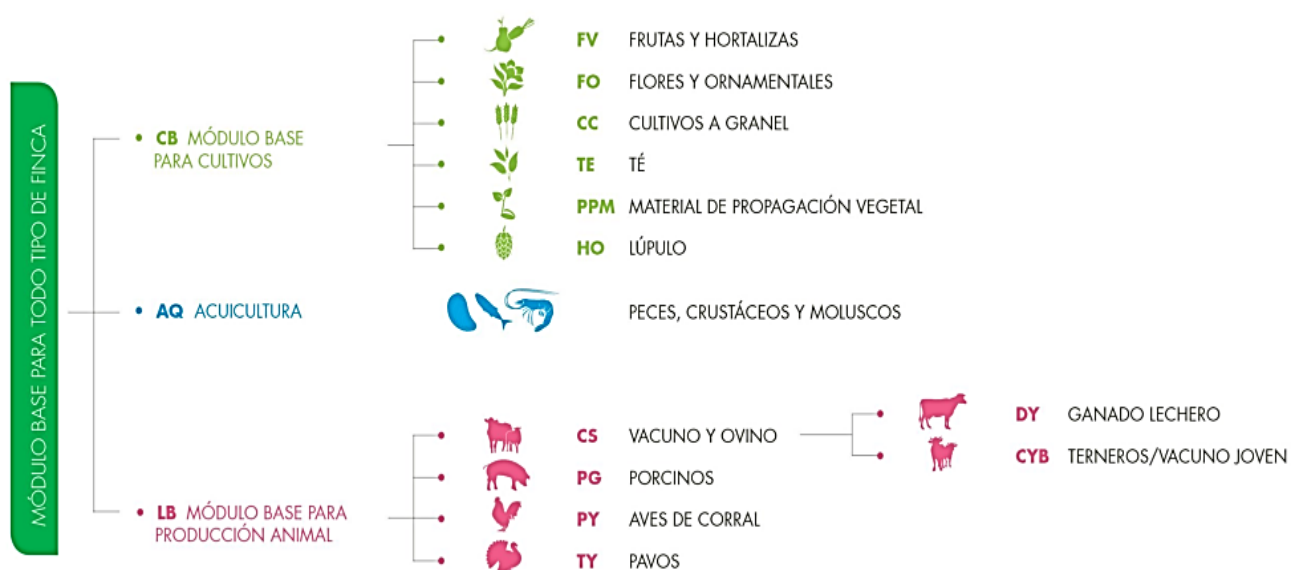 MÓDULO BASE PARA TODO TIPO DE FINCA
CB MÓDULO BASE
PARA CULTIVOS
FV FRUTAS Y HORTALIZAS
FO FLORES Y ORNAMENTALES
CC CULTIVOS A GRANEL
TE TÉ
PPM MATERIAL DE PROPAGACIÓN VEGETAL
HO LÚPULO
AQ ACUICULTURA
PECES, CRUSTÁCEOS Y MOLUSCOS
LB MÓDULO BASE PARA
PRODUCCIÓN ANIMAL
CS VACUNO Y OVINO
DY GANADO LECHERO
CYB TERNEROS/VACUNO JOVEN
PG PORCINOS
PY AVES DE CORRAL
TY PAVOS